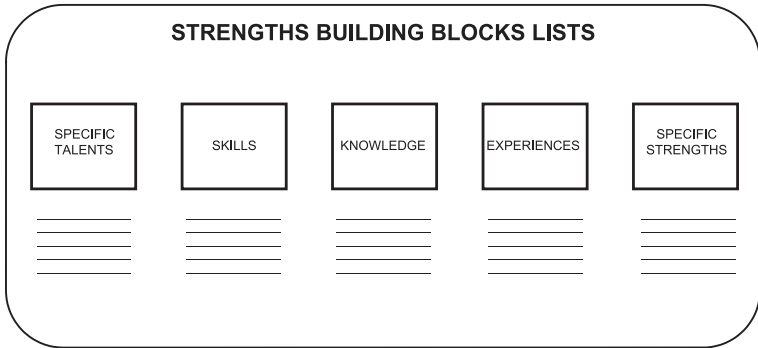 STRENGTHS BUILDING BLOCKS LISTS
SPECIFIC
TALENTS
SKILLS
KNOWLEDGE
EXPERIENCES
SPECIFIC
STRENGTHS